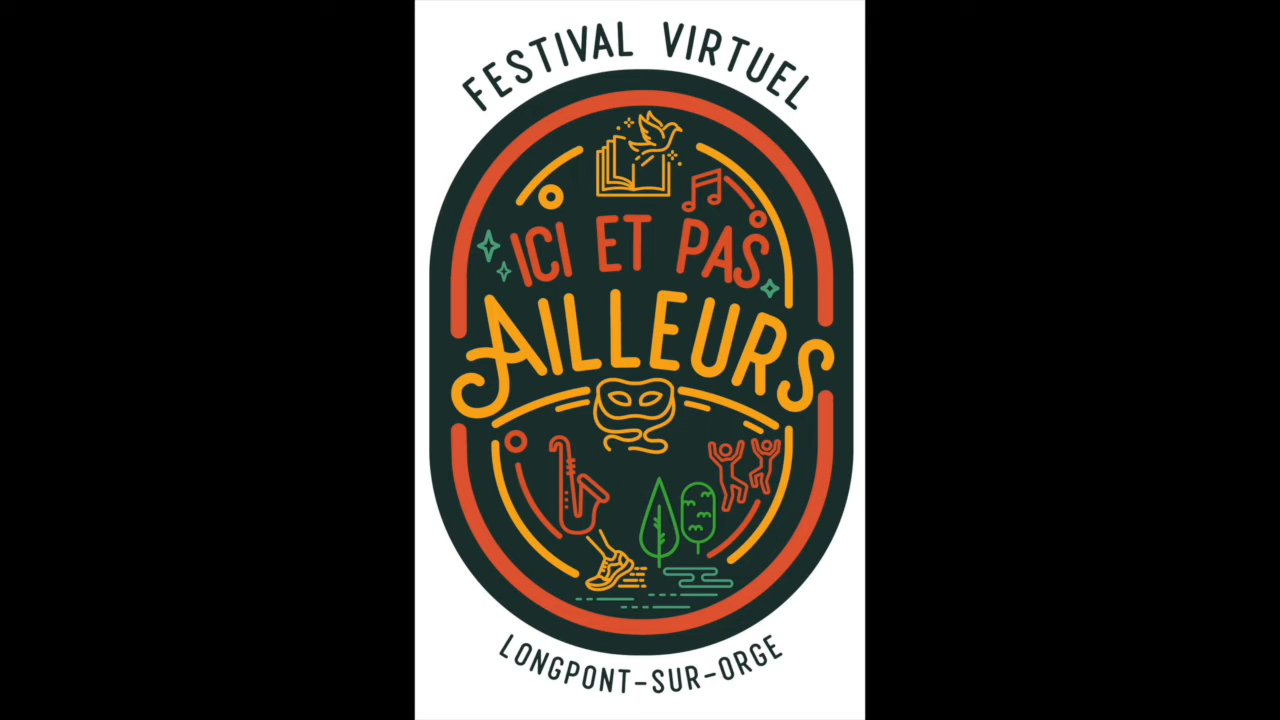 FESTIVAL VIRTUEL
ICI ET PAS
AILLEURS
LONGPONT-SUR-ORGE